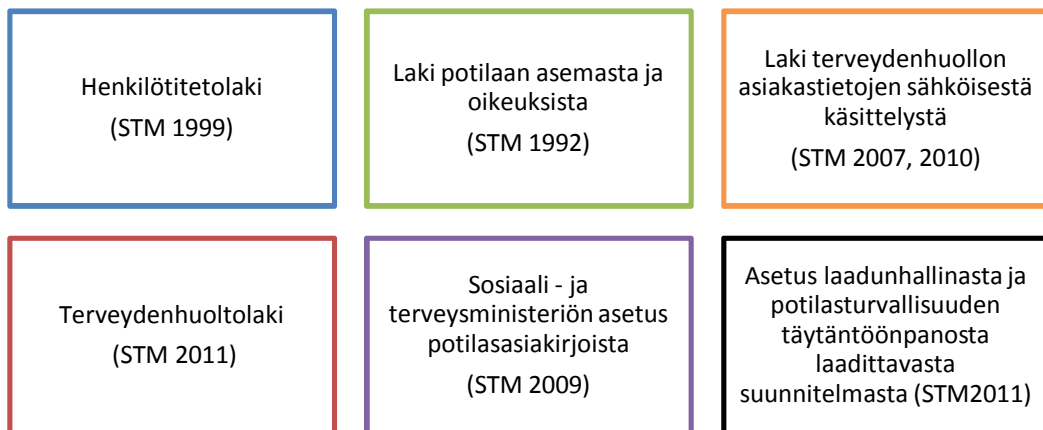 Henkilötitetolaki
(STM 1999)
Laki potilaan asemasta ja
oikeuksista
(STM 1992)
Laki terveydenhuollon
asiakastietojen sähköisestä
käsittelystä
(STM 2007, 2010)
Terveydenhuoltolaki
(STM 2011)
Sosiaali - ja
terveysministeriön asetus
potilasasiakirjoista
(STM 2009)
Asetus laadunhallinasta ja
potilasturvallisuuden
täytäntöönpanosta
laadittavasta
suunnitelmasta (STM2011)